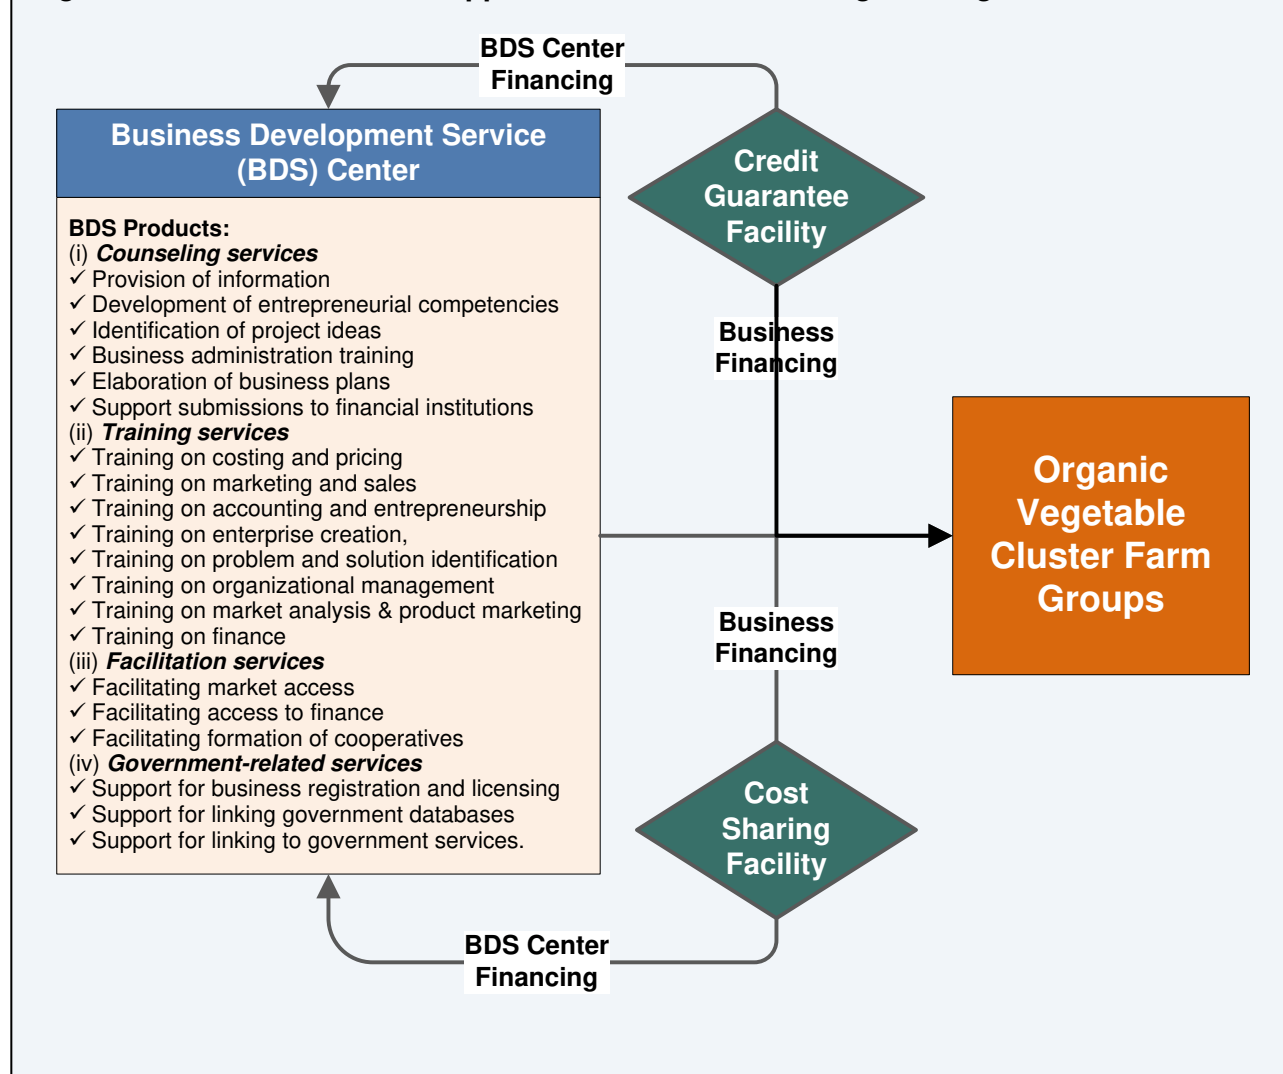 BDS Center
Financing
Business Development Service
(BDS) Center
Credit
Guarantee
Facility
BDS Products:
(i) Counseling services
✓ Provision of information
✓ Development of entrepreneurial competencies
✓ Identification of project ideas
✓ Business administration training
✓ Elaboration of business plans
✓ Support submissions to financial institutions
(ii) Training services
✓ Training on costing and pricing
✓ Training on marketing and sales
✓ Training on accounting and entrepreneurship
✓ Training on enterprise creation,
✓ Training on problem and solution identification
✓ Training on organizational management
✓ Training on market analysis & product marketing
✓ Training on finance
(iii) Facilitation services
✓ Facilitating market access
✓ Facilitating access to finance
✓ Facilitating formation of cooperatives
(iv) Government-related services
✓ Support for business registration and licensing
✓ Support for linking government databases
✓ Support for linking to government services.
Business
Financing
Organic
Vegetable
Cluster Farm
Groups
Business
Financing
Cost
Sharing
Facility
BDS Center
Financing